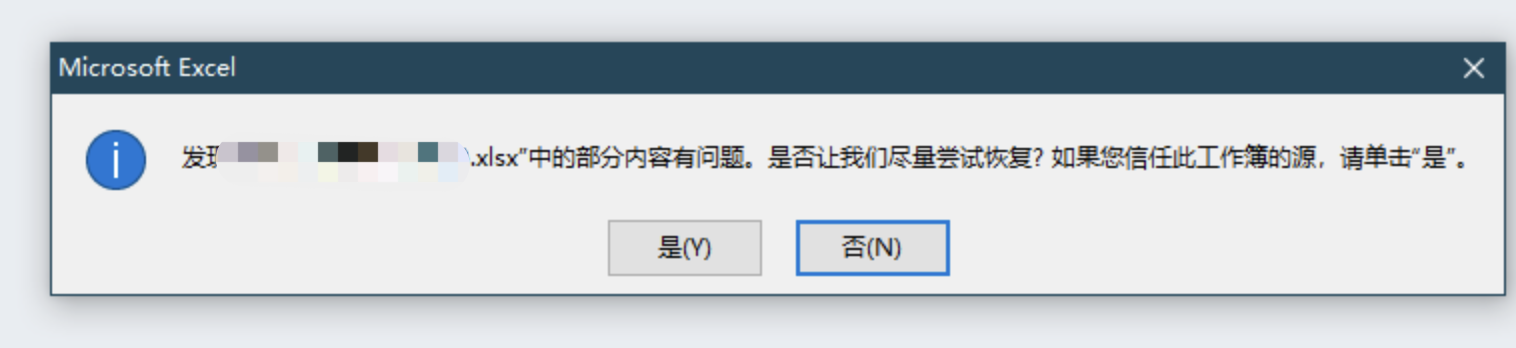 Microsoft Excel
发现 .xlsx”中的部分内容有问题。是否让我们尽量尝试恢复? 如果您信任此工作簿的源，请单击“是”。
是(Y)
否(N)